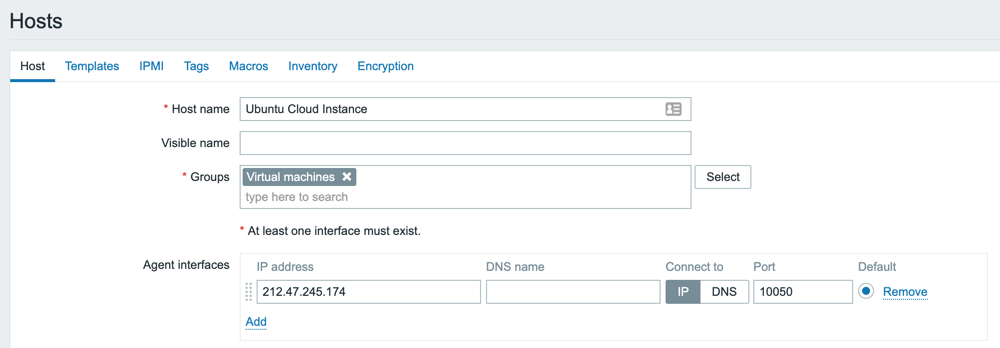 Hosts
Host Templates IPMI Tags Macros Inventory Encryption
* Host name Ubuntu Cloud Instance
Visible name
* Groups Virtual machines ✖ Select
type here to search
* At least one interface must exist.
Agent interfaces IP address DNS name Connect to Port Default
212.47.245.174 IP DNS 10050 Remove
Add